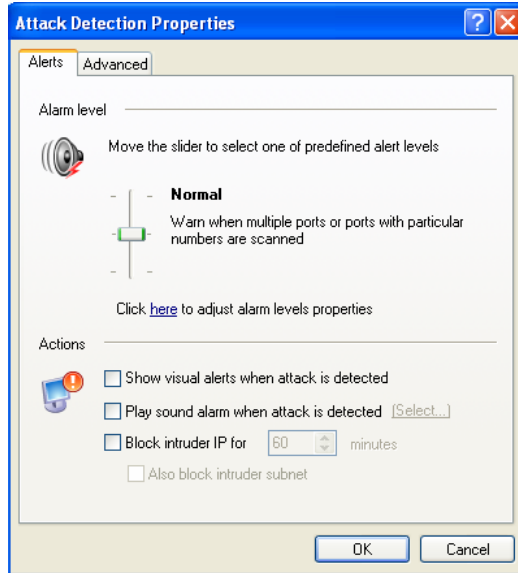 Attack Detection Properties
Alerts
Advanced
Alarm level
Move the slider to select one of predefined alert levels
Normal
Warn when multiple ports or ports with particular
numbers are scanned
Click here to adjust alarm levels properties
Actions
Show visual alerts when attack is detected
Play sound alarm when attack is detected (Select...)
Block intruder IP for 60 minutes
Also block intruder subnet
OK
Cancel